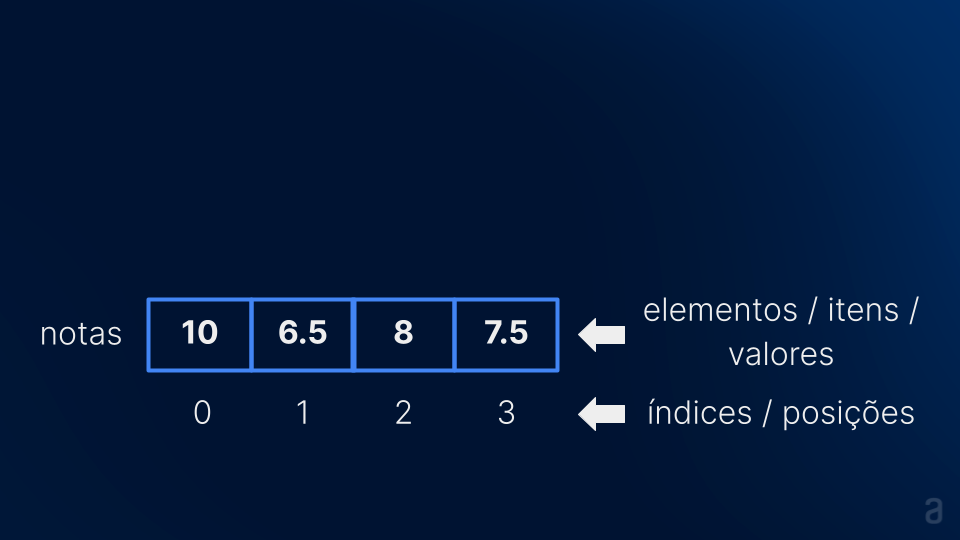 notas
10 6.5 8 7.5
elementos / itens /
valores
0 1 2 3
índices / posições
a